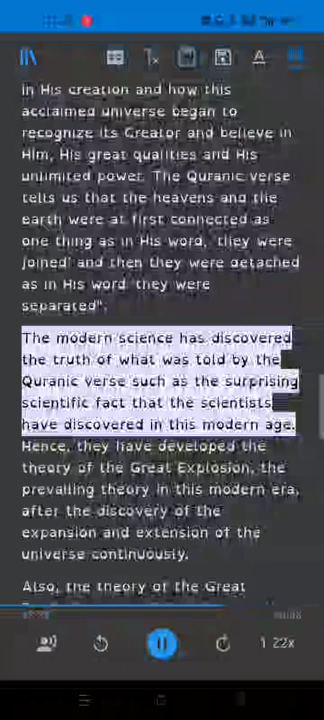 in His creation and how this
acclaimed universe began to
recognize its Creator and believe in
Him, His great qualities and His
unlimited power. The Quranic verse
tells us that the heavens and the
earth were at first connected as
one thing as in His word, 'they were
joined' and then they were detached
as in His word 'they were
separated".
The modern science has discovered
the truth of what was told by the
Quranic verse such as the surprising
scientific fact that the scientists
have discovered in this modern age.
Hence, they have developed the
theory of the Great Explosion, the
prevailing theory in this modern era,
after the discovery of the
expansion and extension of the
universe continuously.
Also, the theory of the Great
1.22x